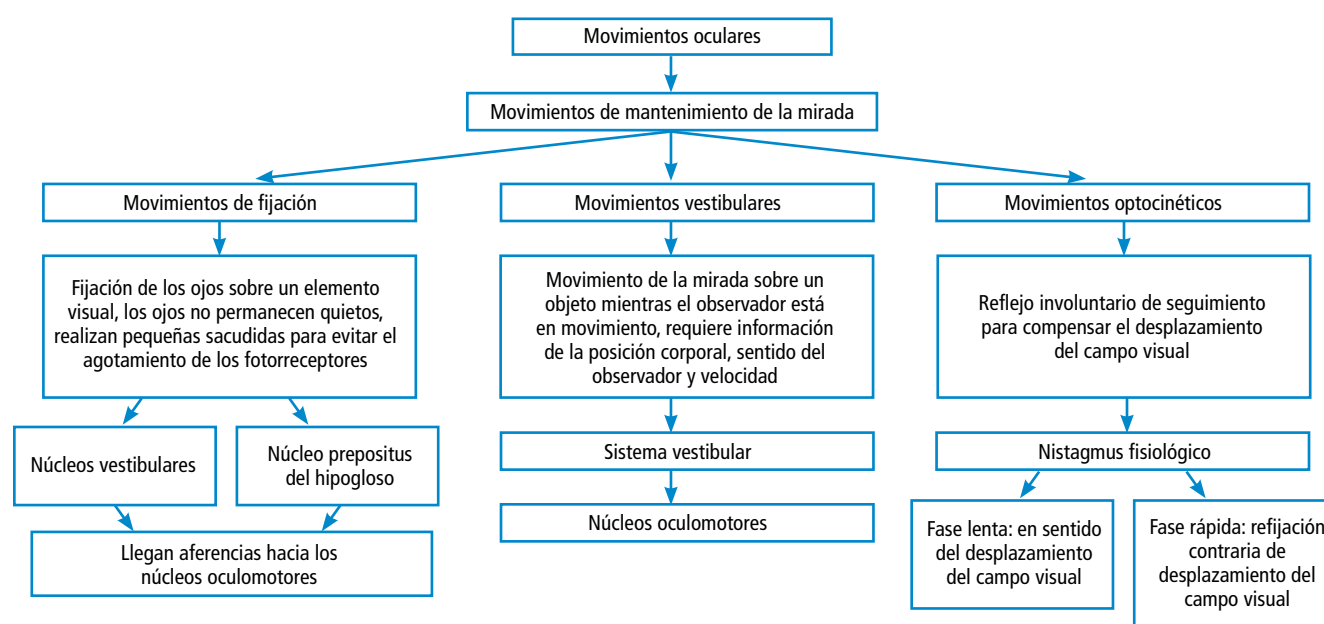 Movimientos oculares
Movimientos de mantenimiento de la mirada
Movimientos de fijación
Fijación de los ojos sobre un elemento
visual, los ojos no permanecen quietos,
realizan pequeñas sacudidas para evitar el
agotamiento de los fotorreceptores
Núcleos vestibulares
Núcleo prepositus
del hipogloso
Llegan aferencias hacia los
núcleos oculomotores
Movimientos vestibulares
Movimiento de la mirada sobre un
objeto mientras el observador está
en movimiento, requiere información
de la posición corporal, sentido del
observador y velocidad
Sistema vestibular
Núcleos oculomotores
Movimientos optocinéticos
Reflejo involuntario de seguimiento
para compensar el desplazamiento
del campo visual
Nistagmus fisiológico
Fase lenta: en sentido
del desplazamiento
del campo visual
Fase rápida: refijación
contraria de
desplazamiento del
campo visual